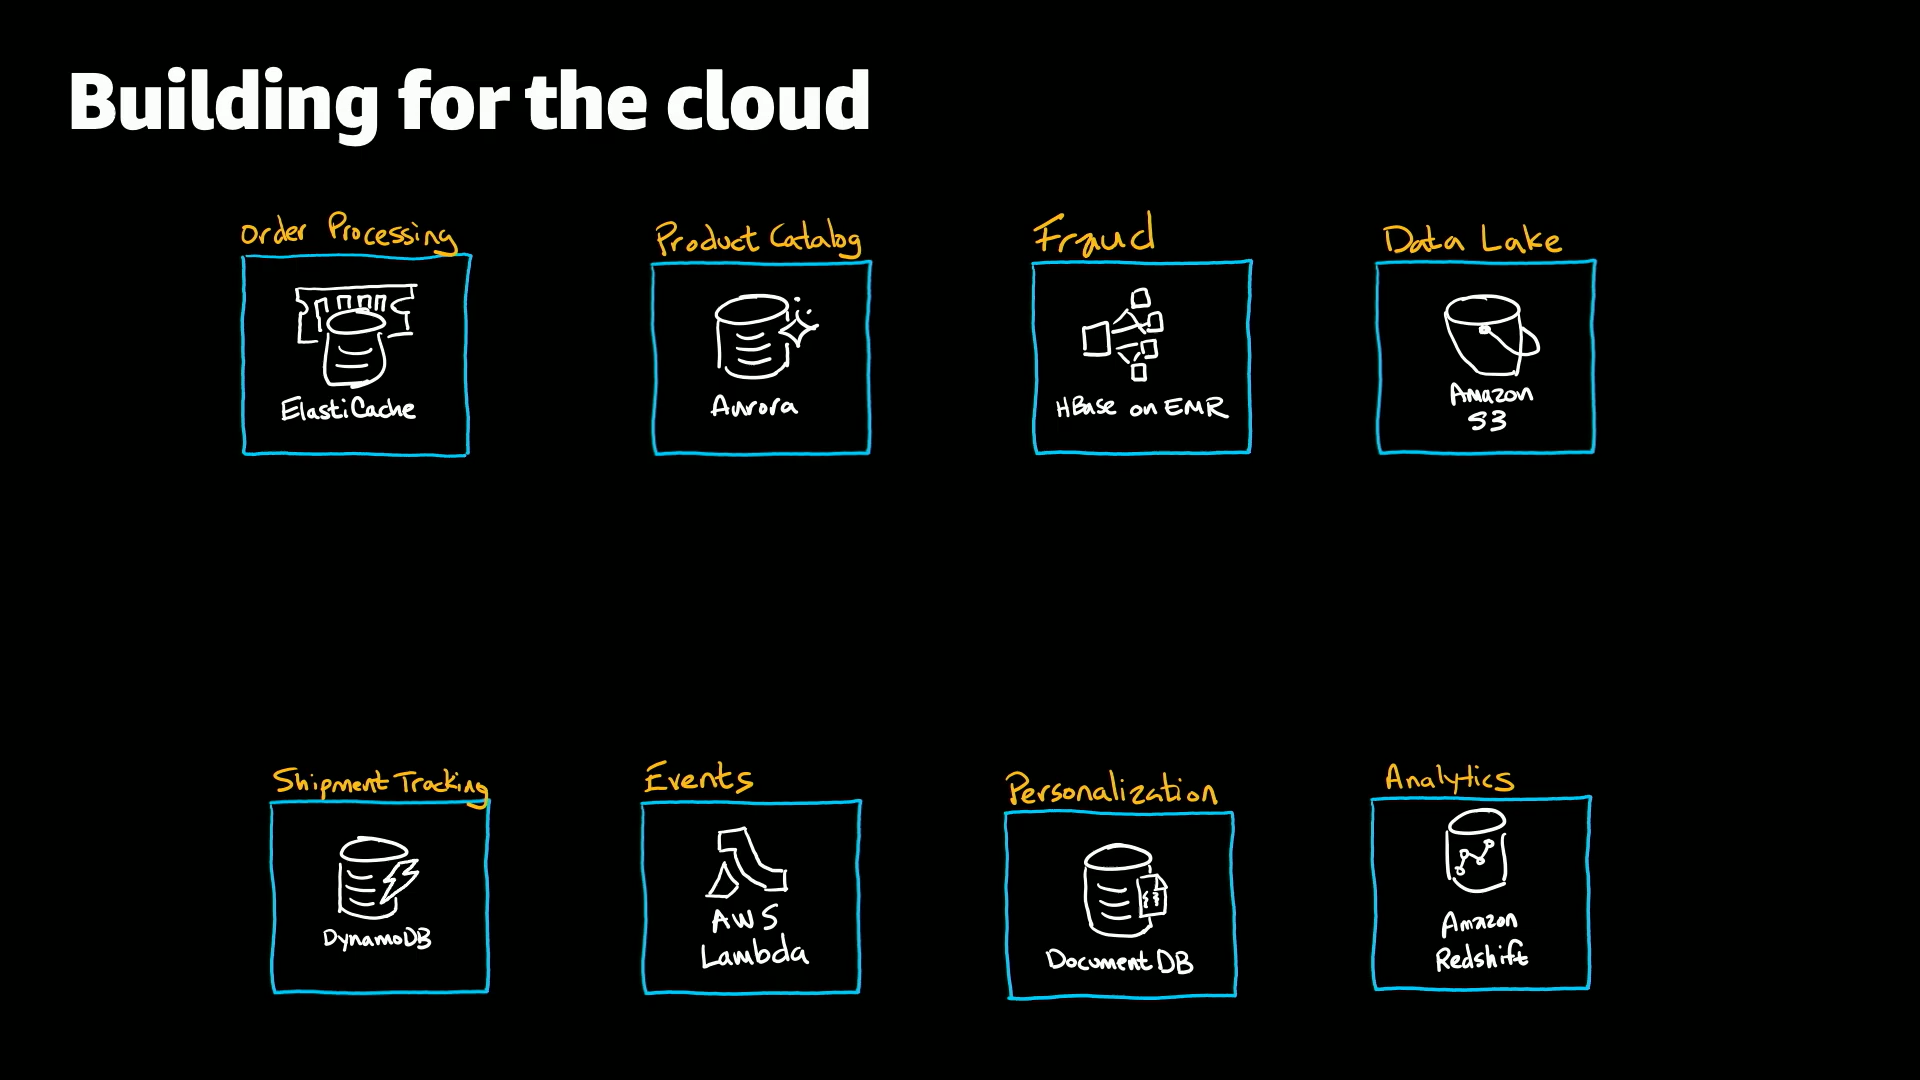 Building for the cloud
Order Processing
ElastiCache
Product Catalog
Aurora
Fraud
HBase on EMR
Data Lake
Amazon
S3
Shipment Tracking
DynamoDB
Events
AWS
Lambda
Personalization
DocumentDB
Analytics
Amazon
Redshift